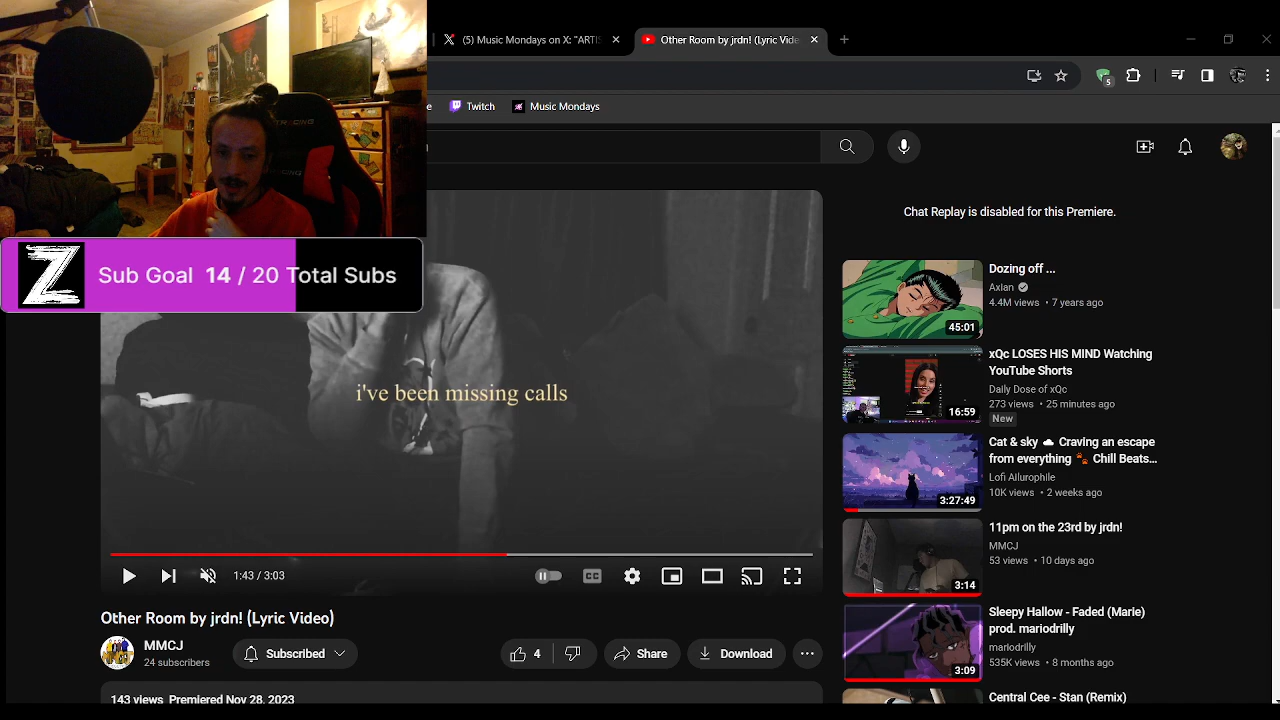 (5) Music Mondays on X: "ARTIS
Other Room by jrdn! (Lyric Vide
5
e
Twitch
Music Mondays
TRACING
Z
Sub Goal 14 / 20 Total Subs
i've been missing calls
1:43 / 3:03
CC
Other Room by jrdn! (Lyric Video)
MMCJ
24 subscribers
Subscribed
4
Share
Download
143 views Premiered Nov 28, 2023
Chat Replay is disabled for this Premiere.
45:01
Dozing off ...
Axian
4.4M views • 7 years ago
16:59
xQc LOSES HIS MIND Watching
YouTube Shorts
Daily Dose of xQc
273 views • 25 minutes ago
New
3:27:49
Cat & sky ☁️ Craving an escape
from everything 🐾 Chill Beats...
Lofi Ailurophile
10K views • 2 weeks ago
3:14
11pm on the 23rd by jrdn!
MMCJ
53 views • 10 days ago
3:09
Sleepy Hallow - Faded (Marie)
prod. mariodrilly
mariodrilly
535K views • 8 months ago
Central Cee - Stan (Remix)